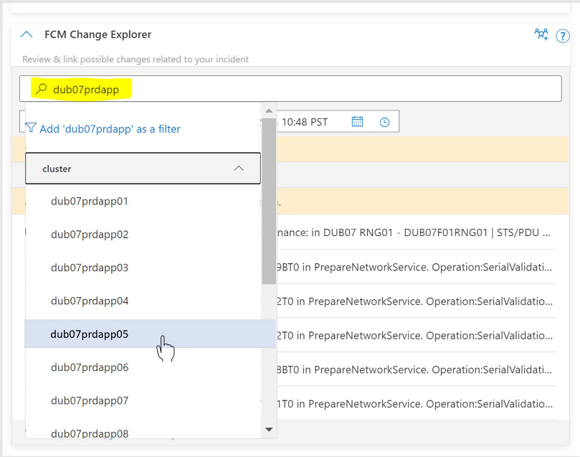 FCM Change Explorer
Review & link possible changes related to your incident
dub07prdapp
Add 'dub07prdapp' as a filter
10:48 PST
cluster
dub07prdapp01
dub07prdapp02
nance: in DUB07 RNG01 - DUB07F01RNG01 | STS/PDU ...
dub07prdapp03
9BT0 in PrepareNetworkService. Operation:SerialValidati...
dub07prdapp04
2T0 in PrepareNetworkService. Operation:SerialValidatio...
dub07prdapp05
2T0 in PrepareNetworkService. Operation:SerialValidatio...
dub07prdapp06
8BT0 in PrepareNetworkService. Operation:SerialValidati...
dub07prdapp07
1T0 in PrepareNetworkService. Operation:SerialValidatio...
dub07prdapp08